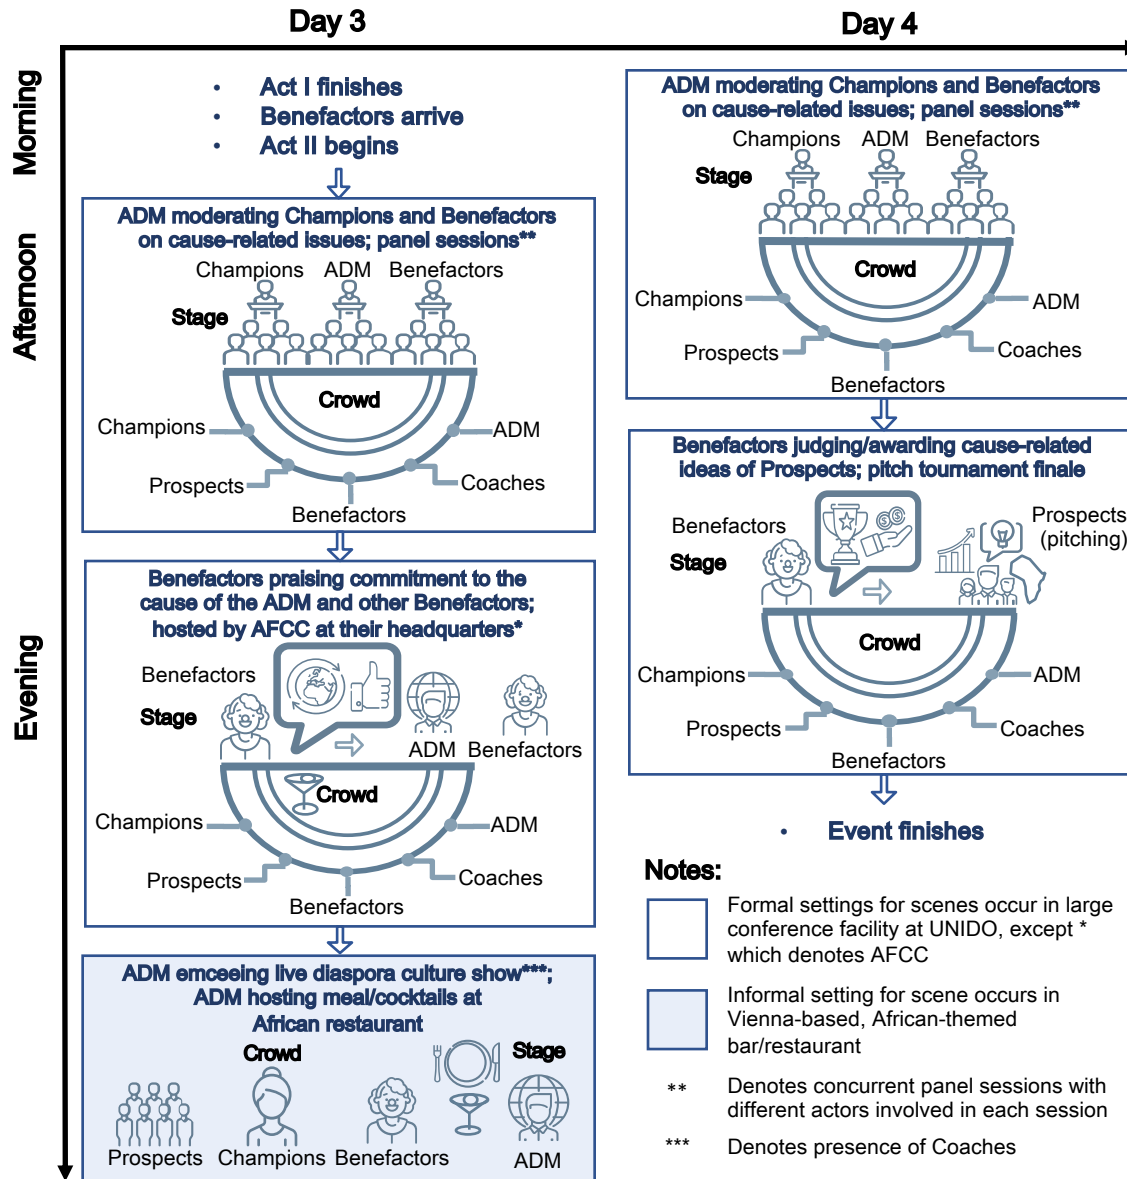 Day 3
Day 4
Morning
Afternoon
Evening
• Act I finishes
• Benefactors arrive
• Act II begins
ADM moderating Champions and Benefactors
on cause-related issues; panel sessions**
Champions ADM Benefactors
Stage
Crowd
Champions
ADM
Prospects
Coaches
Benefactors
Benefactors praising commitment to the
cause of the ADM and other Benefactors;
hosted by AFCC at their headquarters*
Benefactors
Stage
ADM Benefactors
Crowd
Champions
ADM
Prospects
Coaches
Benefactors
ADM emceeing live diaspora culture show***;
ADM hosting meal/cocktails at
African restaurant
Crowd
Stage
Prospects Champions Benefactors ADM
ADM moderating Champions and Benefactors
on cause-related issues; panel sessions**
Champions ADM Benefactors
Stage
Crowd
Champions
ADM
Prospects
Coaches
Benefactors
Benefactors judging/awarding cause-related
ideas of Prospects; pitch tournament finale
Benefactors
Stage
Prospects
(pitching)
Crowd
Champions
ADM
Prospects
Coaches
Benefactors
• Event finishes
Notes:
Formal settings for scenes occur in large
conference facility at UNIDO, except *
which denotes AFCC
Informal setting for scene occurs in
Vienna-based, African-themed
bar/restaurant
** Denotes concurrent panel sessions with
different actors involved in each session
*** Denotes presence of Coaches